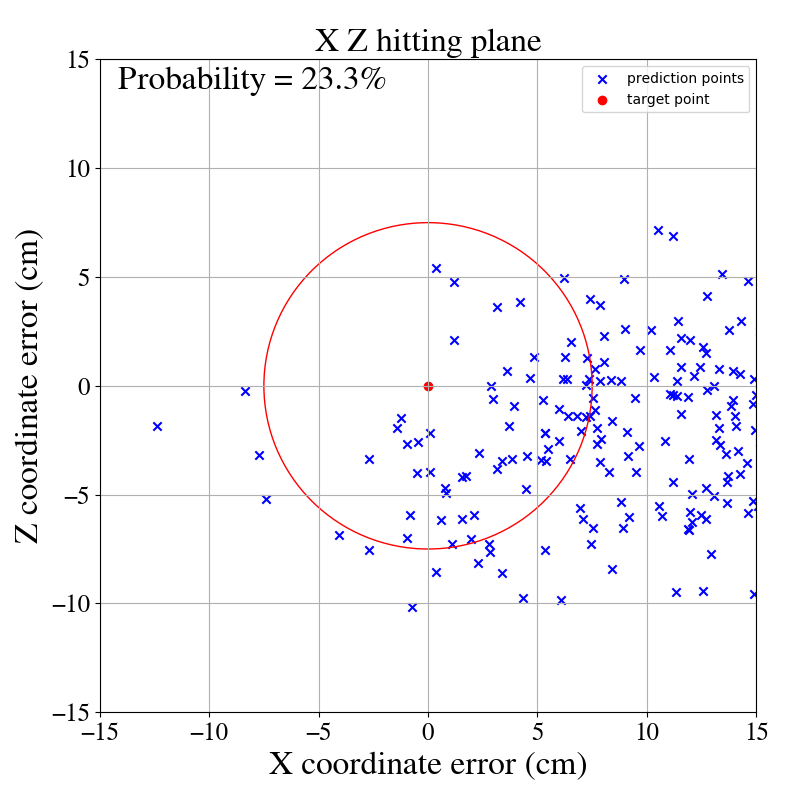 X Z hitting plane
Probability = 23.3%
prediction points
target point
15
10
5
0
−5
−10
−15
Z coordinate error (cm)
−15
−10
−5
0
5
10
15
X coordinate error (cm)